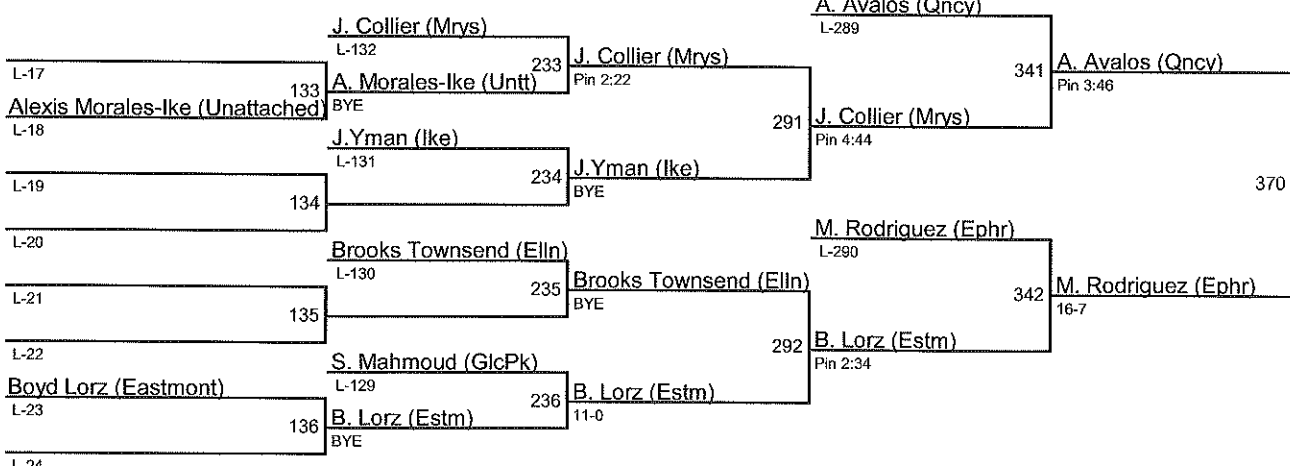 A. Avalos (Qncy)
L-289
J. Collier (Mrys)
L-132
233
J. Collier (Mrys)
Pin 2:22
341
A. Avalos (Qncy)
Pin 3:46
L-17
133
A. Morales-Ike (Untt)
BYE
Alexis Morales-Ike (Unattached)
L-18
291
J. Collier (Mrys)
Pin 4:44
J.Yman (Ike)
L-131
234
J.Yman (Ike)
BYE
L-19
134
370
L-20
M. Rodriguez (Ephr)
L-290
Brooks Townsend (Elln)
L-130
235
Brooks Townsend (Elln)
BYE
L-21
135
342
M. Rodriguez (Ephr)
16-7
L-22
292
B. Lorz (Estm)
Pin 2:34
S. Mahmoud (GlcPk)
L-129
236
B. Lorz (Estm)
11-0
Boyd Lorz (Eastmont)
L-23
136
B. Lorz (Estm)
BYE
L-24